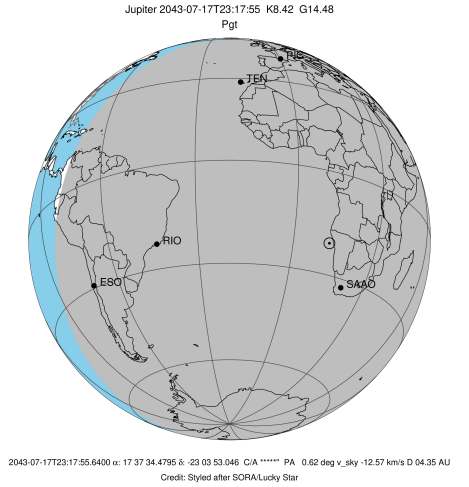 Jupiter 2043-07-17T23:17:55 K8.42 G14.48
Pgt
PIC
TEN
RIO
ESO
SAAO
2043-07-17T23:17:55.6400 α: 17 37 34.4795 δ: -23 03 53.046 C/A *****" PA 0.62 deg v_sky -12.57 km/s D 04.35 AU
Credit: Styled after SORA/Lucky Star